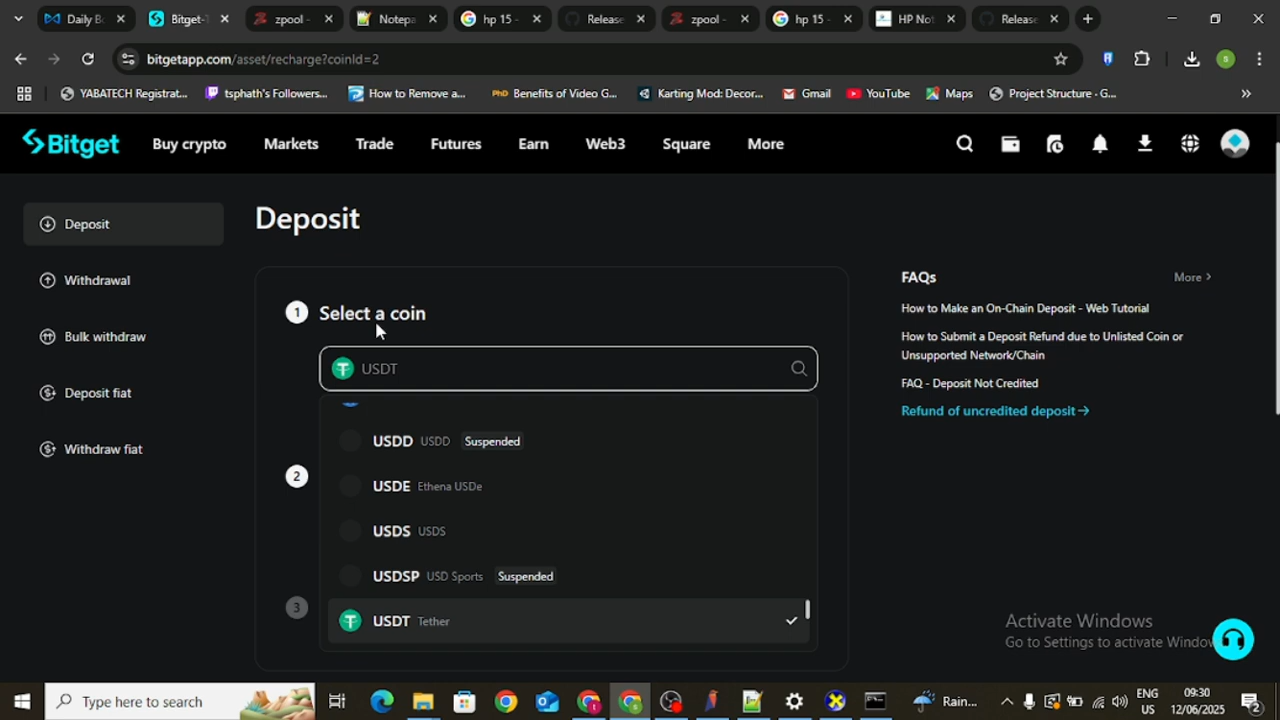 Daily Bo
Bitget-
zpool -
Notepa
hp 15 -
Release
zpool -
hp 15 -
HP Not
Release
bitgetapp.com/asset/recharge?coinId=2
S
YABATECH Registrat...
tsphath's Followers...
How to Remove a...
PhD Benefits of Video G...
Karting Mod: Decor...
Gmail
YouTube
Maps
Project Structure - G...
Bitget
Buy crypto
Markets
Trade
Futures
Earn
Web3
Square
More
Deposit
Withdrawal
Bulk withdraw
Deposit fiat
Withdraw fiat
Deposit
1 Select a coin
USDT
USDD USDD Suspended
2
USDE Ethena USDe
USDS USDS
USDSP USD Sports Suspended
3
USDT Tether
FAQs
More >
How to Make an On-Chain Deposit - Web Tutorial
How to Submit a Deposit Refund due to Unlisted Coin or
Unsupported Network/Chain
FAQ - Deposit Not Credited
Refund of uncredited deposit →
Activate Windows
Go to Settings to activate Window
Type here to search
Rain...
ENG
US
09:30
12/06/2025
2